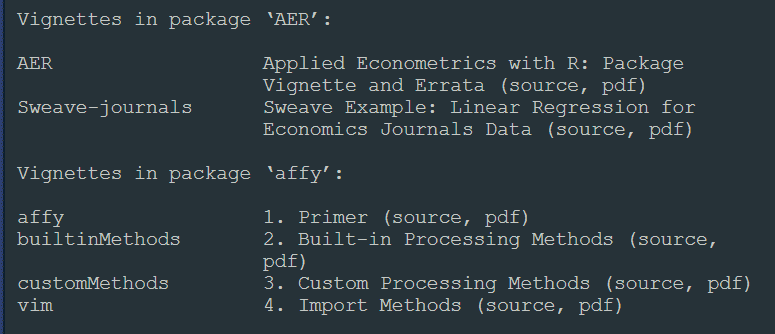 Vignettes in package ‘AER’:
AER Applied Econometrics with R: Package
Vignette and Errata (source, pdf)
Sweave-journals Sweave Example: Linear Regression for
Economics Journals Data (source, pdf)
Vignettes in package ‘affy’:
affy 1. Primer (source, pdf)
builtinMethods 2. Built-in Processing Methods (source,
pdf)
customMethods 3. Custom Processing Methods (source, pdf)
vim 4. Import Methods (source, pdf)